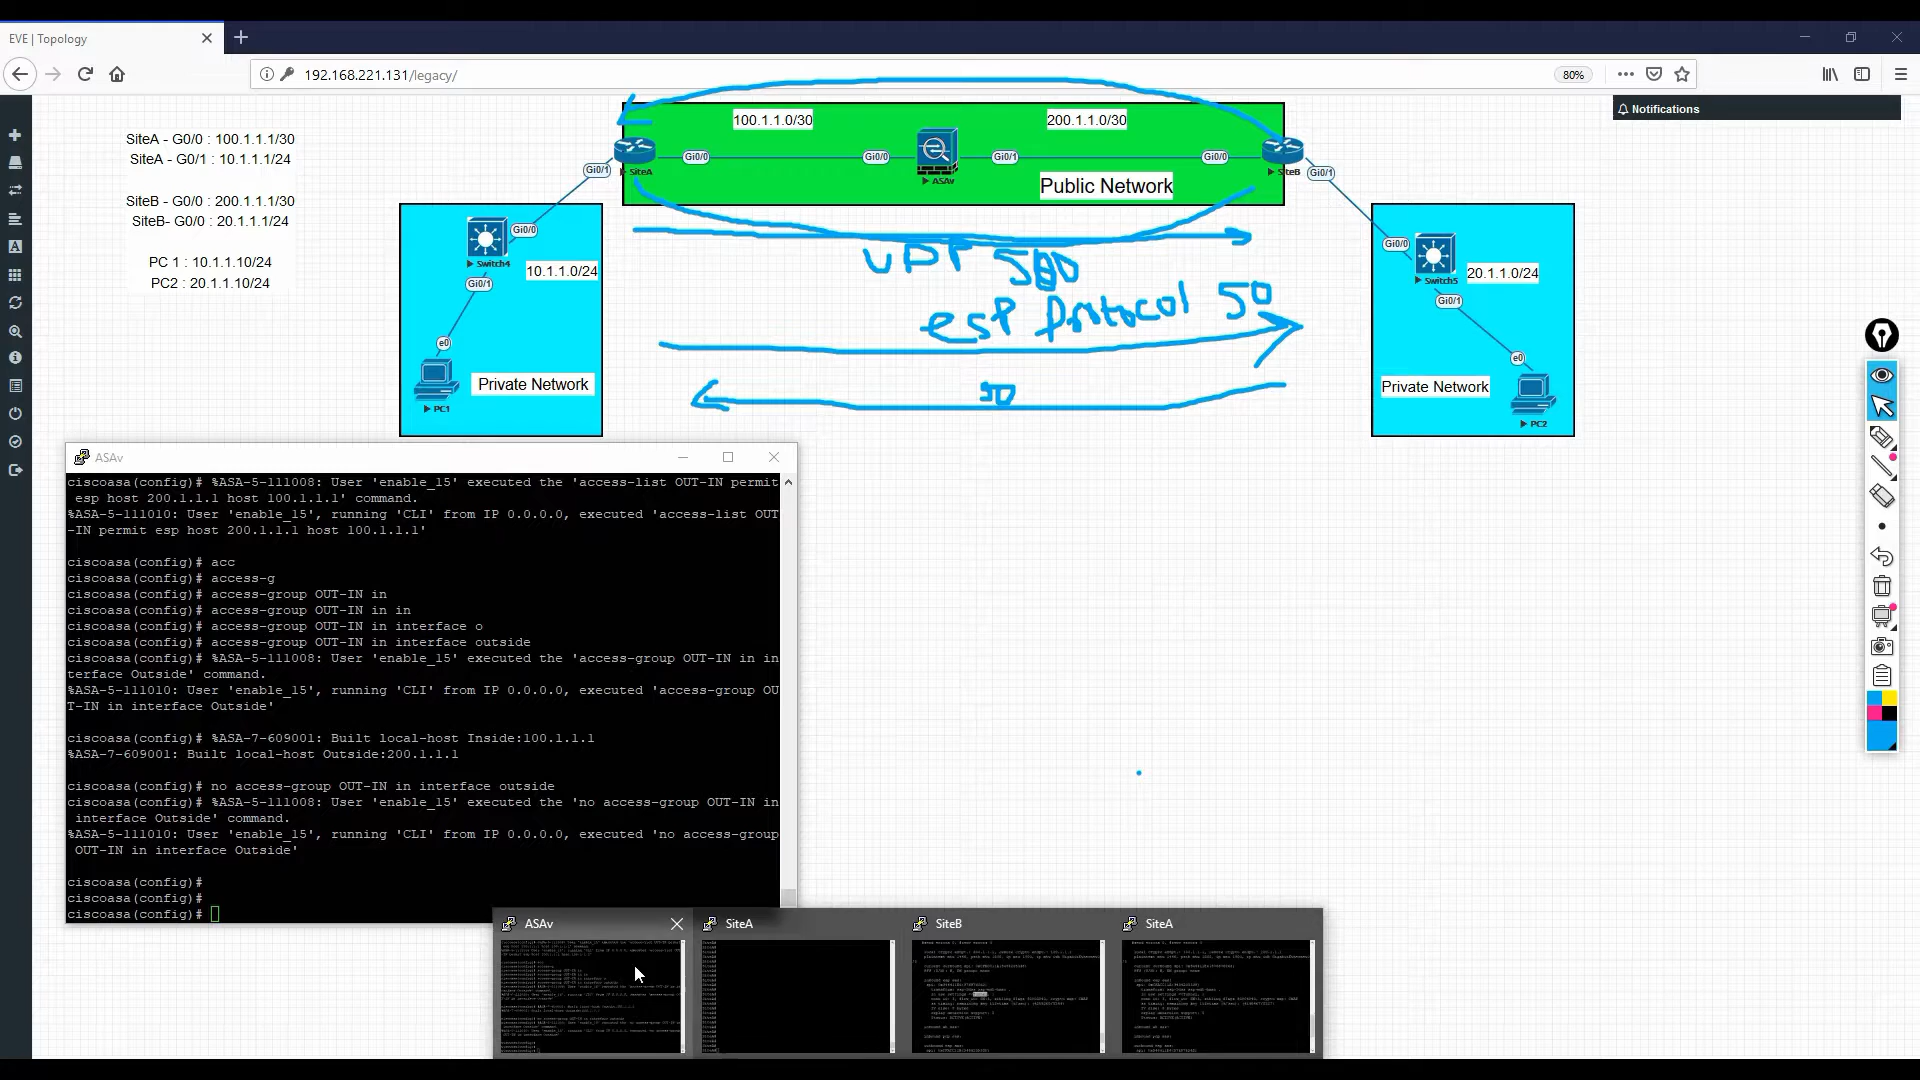 EVE | Topology
192.168.221.131/legacy/
80%
Notifications
SiteA - G0/0 : 100.1.1.1/30
SiteA - G0/1 : 10.1.1.1/24
SiteB - G0/0 : 200.1.1.1/30
SiteB- G0/0 : 20.1.1.1/24
PC 1 : 10.1.1.10/24
PC2 : 20.1.1.10/24
100.1.1.0/30
200.1.1.0/30
Gi0/1
SiteA
Gi0/0
Gi0/0
ASAv
Gi0/1
Gi0/0
SiteB
Gi0/1
Public Network
Gi0/0
Switch4
10.1.1.0/24
Gi0/1
e0
Private Network
PC1
Gi0/0
Switch5
20.1.1.0/24
Gi0/1
e0
Private Network
PC2
UDP 500
esp protocol 50
50
ASAv
ciscoasa(config)# %ASA-5-111008: User 'enable_15' executed the 'access-list OUT-IN permit
esp host 200.1.1.1 host 100.1.1.1' command.
%ASA-5-111010: User 'enable_15', running 'CLI' from IP 0.0.0.0, executed 'access-list OUT
-IN permit esp host 200.1.1.1 host 100.1.1.1'
ciscoasa(config)# acc
ciscoasa(config)# access-g
ciscoasa(config)# access-group OUT-IN in
ciscoasa(config)# access-group OUT-IN in in
ciscoasa(config)# access-group OUT-IN in interface o
ciscoasa(config)# access-group OUT-IN in interface outside
ciscoasa(config)# %ASA-5-111008: User 'enable_15' executed the 'access-group OUT-IN in in
terface Outside' command.
%ASA-5-111010: User 'enable_15', running 'CLI' from IP 0.0.0.0, executed 'access-group OU
T-IN in interface Outside'
ciscoasa(config)# %ASA-7-609001: Built local-host Inside:100.1.1.1
%ASA-7-609001: Built local-host Outside:200.1.1.1
ciscoasa(config)# no access-group OUT-IN in interface outside
ciscoasa(config)# %ASA-5-111008: User 'enable_15' executed the 'no access-group OUT-IN in
interface Outside' command.
%ASA-5-111010: User 'enable_15', running 'CLI' from IP 0.0.0.0, executed 'no access-group
OUT-IN in interface Outside'
ciscoasa(config)#
ciscoasa(config)#
ciscoasa(config)#
ASAv
SiteA
SiteB
SiteA